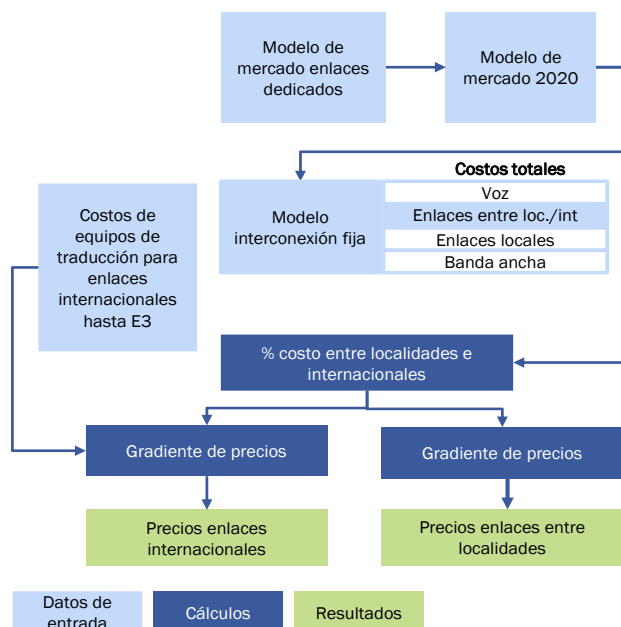 Modelo de
mercado enlaces
dedicados
Modelo de
mercado 2020
Costos totales
Modelo
interconexión fija
Voz
Enlaces entre loc./int
Enlaces locales
Banda ancha
Costos de
equipos de
traducción para
enlaces
internacionales
hasta E3
% costo entre localidades e
internacionales
Gradiente de precios
Gradiente de precios
Precios enlaces
internacionales
Precios enlaces entre
localidades
Datos de
entrada
Cálculos
Resultados